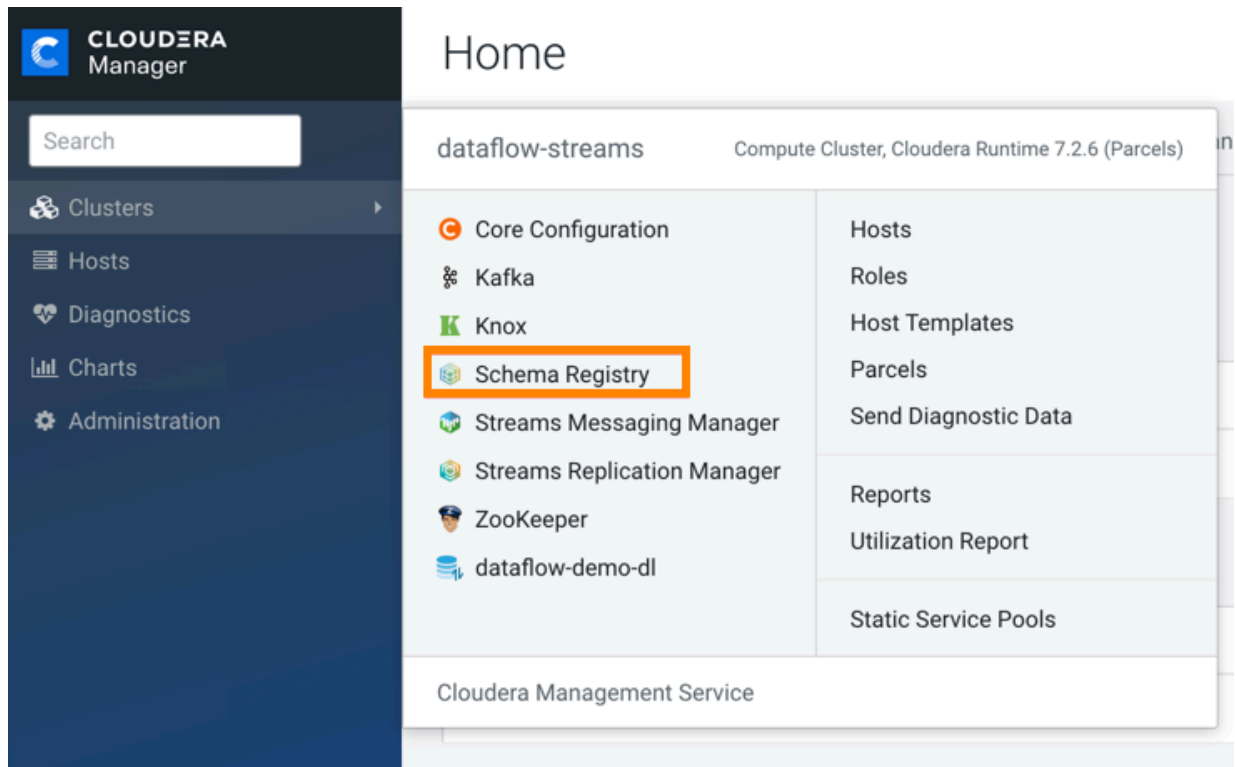 CLOUDERA
Manager
Home
Search
Clusters
Hosts
Diagnostics
Charts
Administration
dataflow-streams
Compute Cluster, Cloudera Runtime 7.2.6 (Parcels)
Core Configuration
Kafka
Knox
Schema Registry
Streams Messaging Manager
Streams Replication Manager
ZooKeeper
dataflow-demo-dl
Hosts
Roles
Host Templates
Parcels
Send Diagnostic Data
Reports
Utilization Report
Static Service Pools
Cloudera Management Service